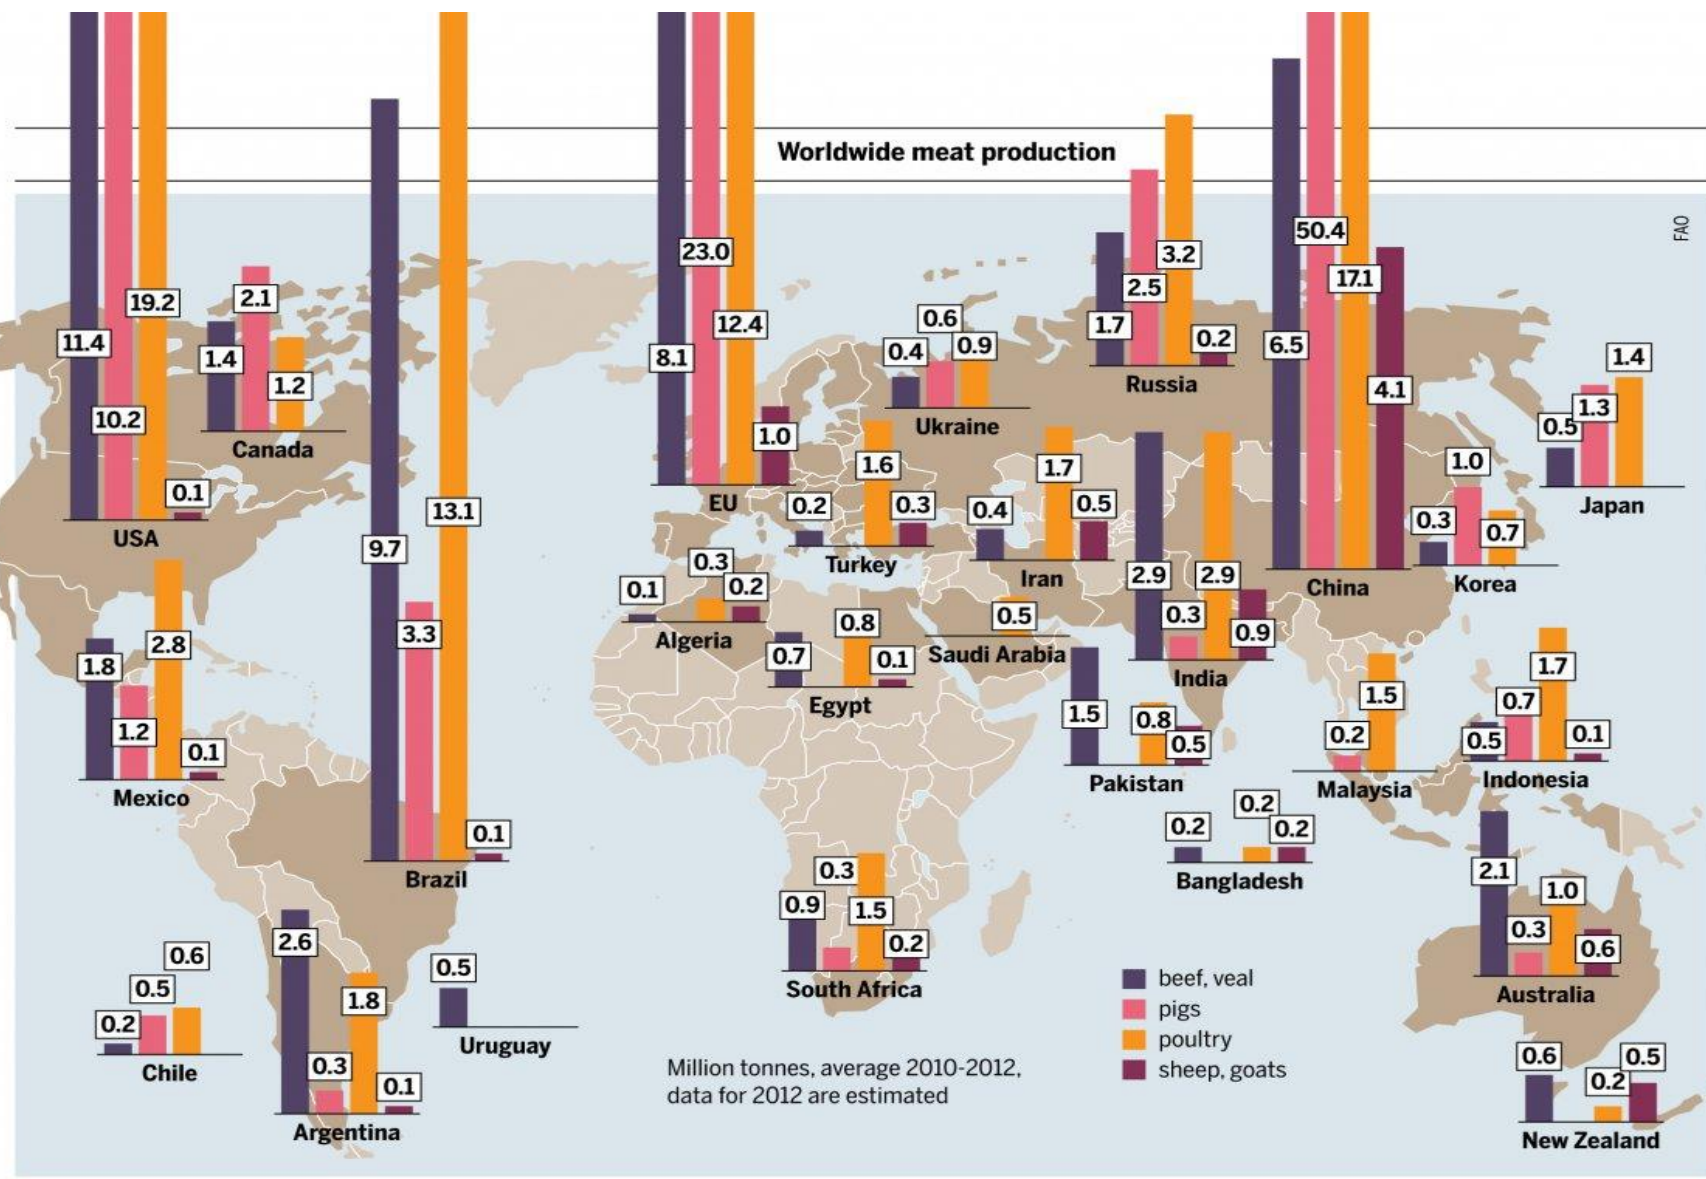 Worldwide meat production
FAO
11.4
10.2
19.2
0.1
USA
1.4
2.1
1.2
Canada
1.8
1.2
2.8
0.1
Mexico
9.7
3.3
13.1
0.1
Brazil
0.2
0.5
0.6
Chile
2.6
0.3
1.8
0.1
Argentina
0.5
Uruguay
8.1
23.0
12.4
1.0
EU
0.4
0.6
0.9
Ukraine
1.7
2.5
3.2
0.2
Russia
0.2
1.6
0.3
Turkey
0.4
1.7
0.5
Iran
0.1
0.3
0.2
Algeria
0.7
0.8
0.1
Egypt
0.5
Saudi Arabia
2.9
0.3
2.9
0.9
India
1.5
0.8
0.5
Pakistan
0.2
0.2
0.2
Bangladesh
6.5
50.4
17.1
4.1
China
0.3
1.0
0.7
Korea
0.5
1.3
1.4
Japan
0.2
1.5
Malaysia
0.5
0.7
1.7
0.1
Indonesia
0.9
0.3
1.5
0.2
South Africa
2.1
0.3
1.0
0.6
Australia
0.6
0.2
0.5
New Zealand
beef, veal
pigs
poultry
sheep, goats
Million tonnes, average 2010-2012,
data for 2012 are estimated